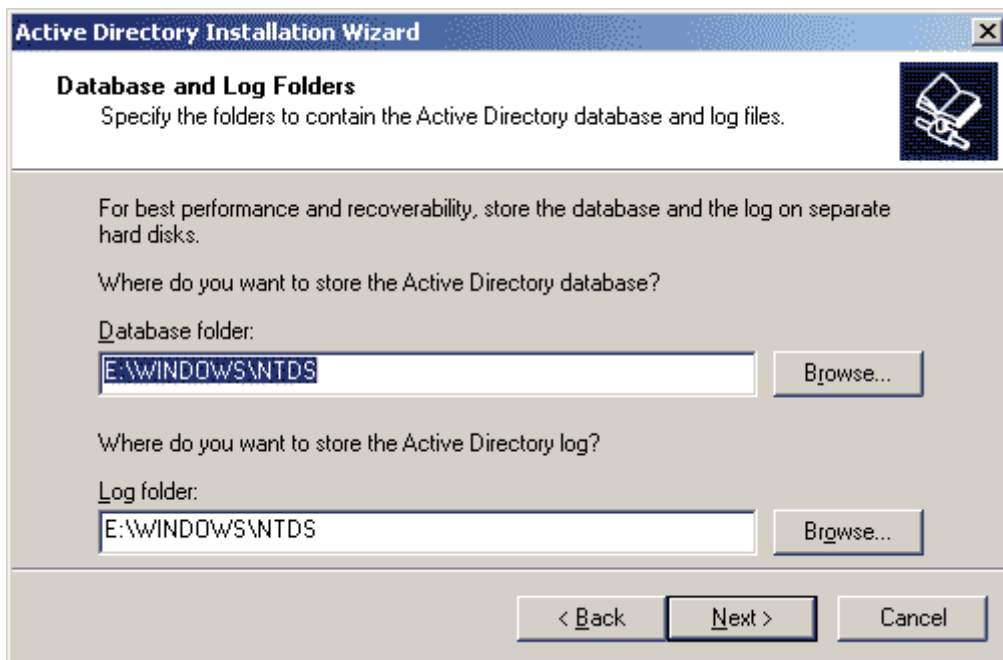 Active Directory Installation Wizard
Database and Log Folders
Specify the folders to contain the Active Directory database and log files.
For best performance and recoverability, store the database and the log on separate
hard disks.
Where do you want to store the Active Directory database?
Database folder:
E:\WINDOWS\NTDS
Browse...
Where do you want to store the Active Directory log?
Log folder:
E:\WINDOWS\NTDS
Browse...
< Back Next > Cancel